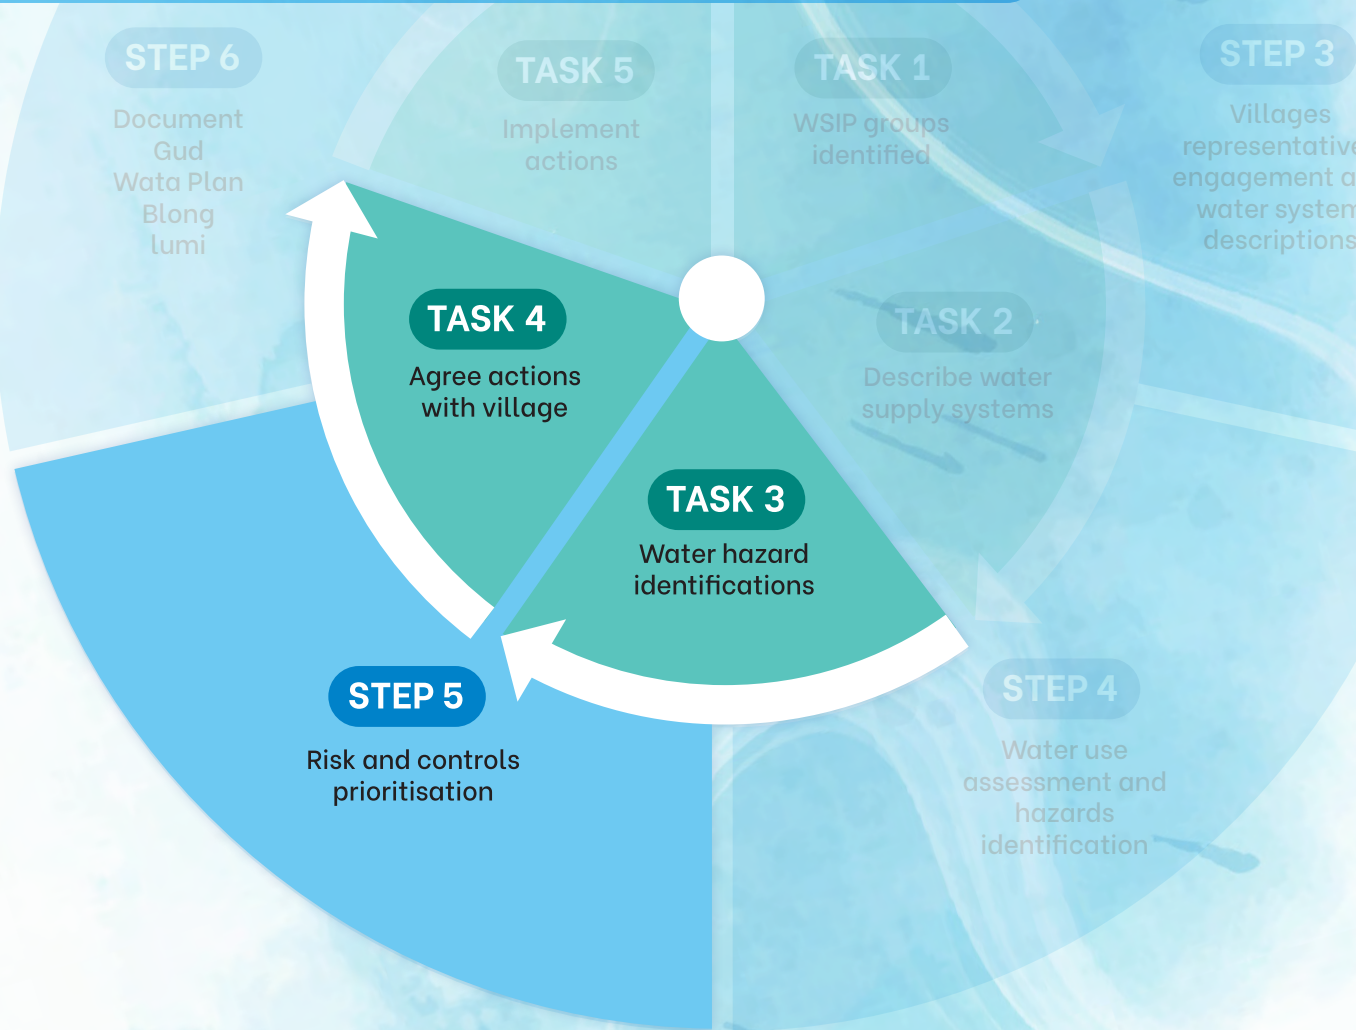 STEP 6
Document
Gud
Wata Plan
Blong
lumi
TASK 5
Implement
actions
TASK 1
WSIP groups
identified
STEP 3
Villages
engagement
water system
descriptions
TASK 4
Agree actions
with village
TASK 2
Describe water
supply systems
TASK 3
Water hazard
identifications
STEP 5
Risk and controls
prioritisation
STEP 4
Water use
assessment and
hazards
identification